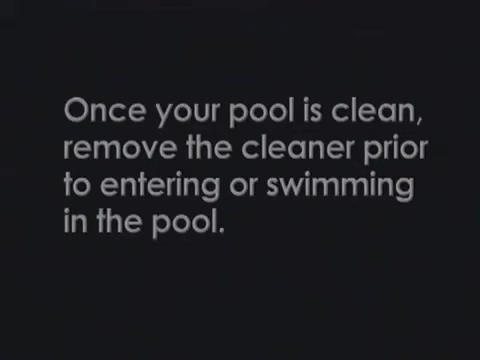 Once your pool is clean,
remove the cleaner prior
to entering or swimming
in the pool.